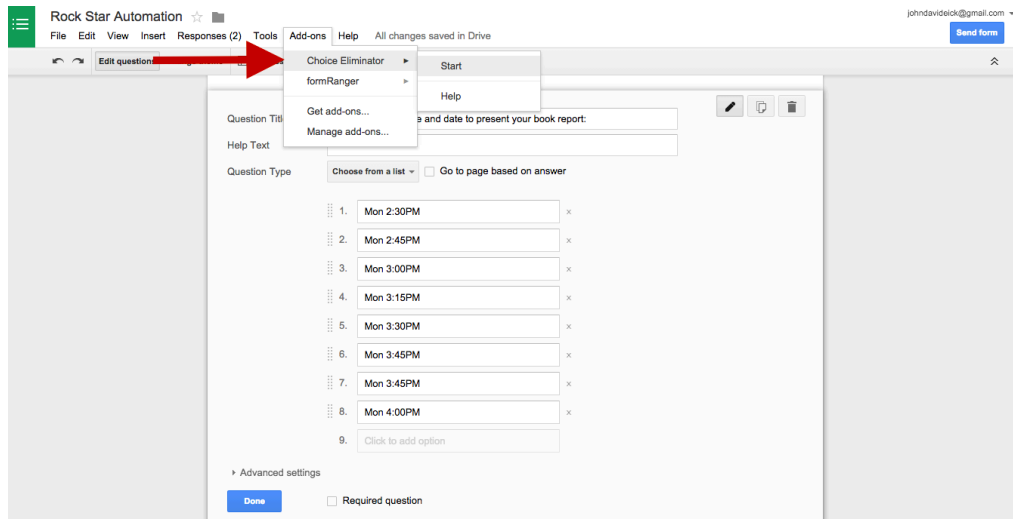 Rock Star Automation
johndavideick@gmail.com
File Edit View Insert Responses (2) Tools Add-ons Help All changes saved in Drive
Send form
Edit questions
Choice Eliminator
Start
formRanger
Help
Get add-ons...
Manage add-ons...
Question Titl
and date to present your book report:
Help Text
Question Type Choose from a list Go to page based on answer
1. Mon 2:30PM
2. Mon 2:45PM
3. Mon 3:00PM
4. Mon 3:15PM
5. Mon 3:30PM
6. Mon 3:45PM
7. Mon 3:45PM
8. Mon 4:00PM
9. Click to add option
Advanced settings
Done Required question